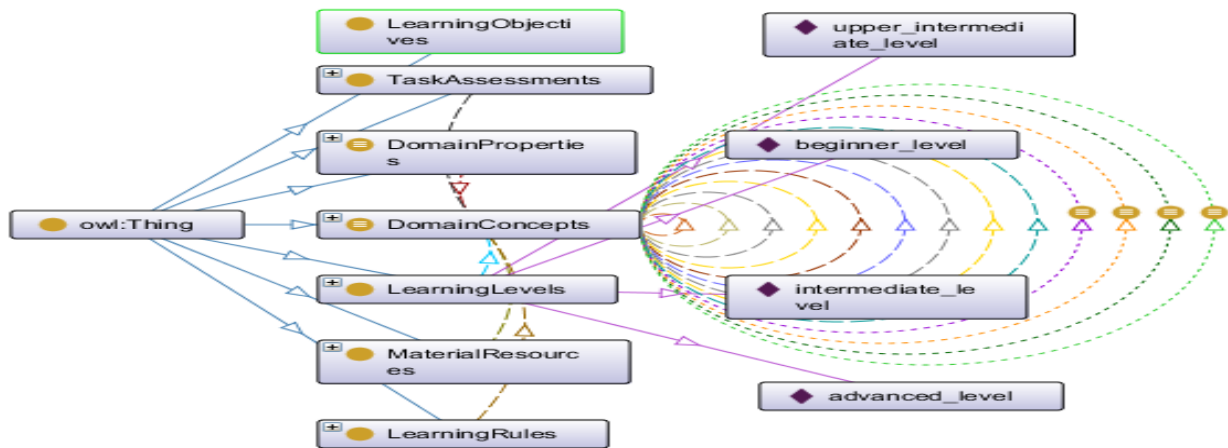 LearningObjecti
ves
upper_intermedi
ate_level
TaskAssessments
DomainPropertie
s
beginner_level
owl:Thing
DomainConcepts
LearningLevels
intermediate_le
vel
MaterialResourc
es
advanced_level
LearningRules